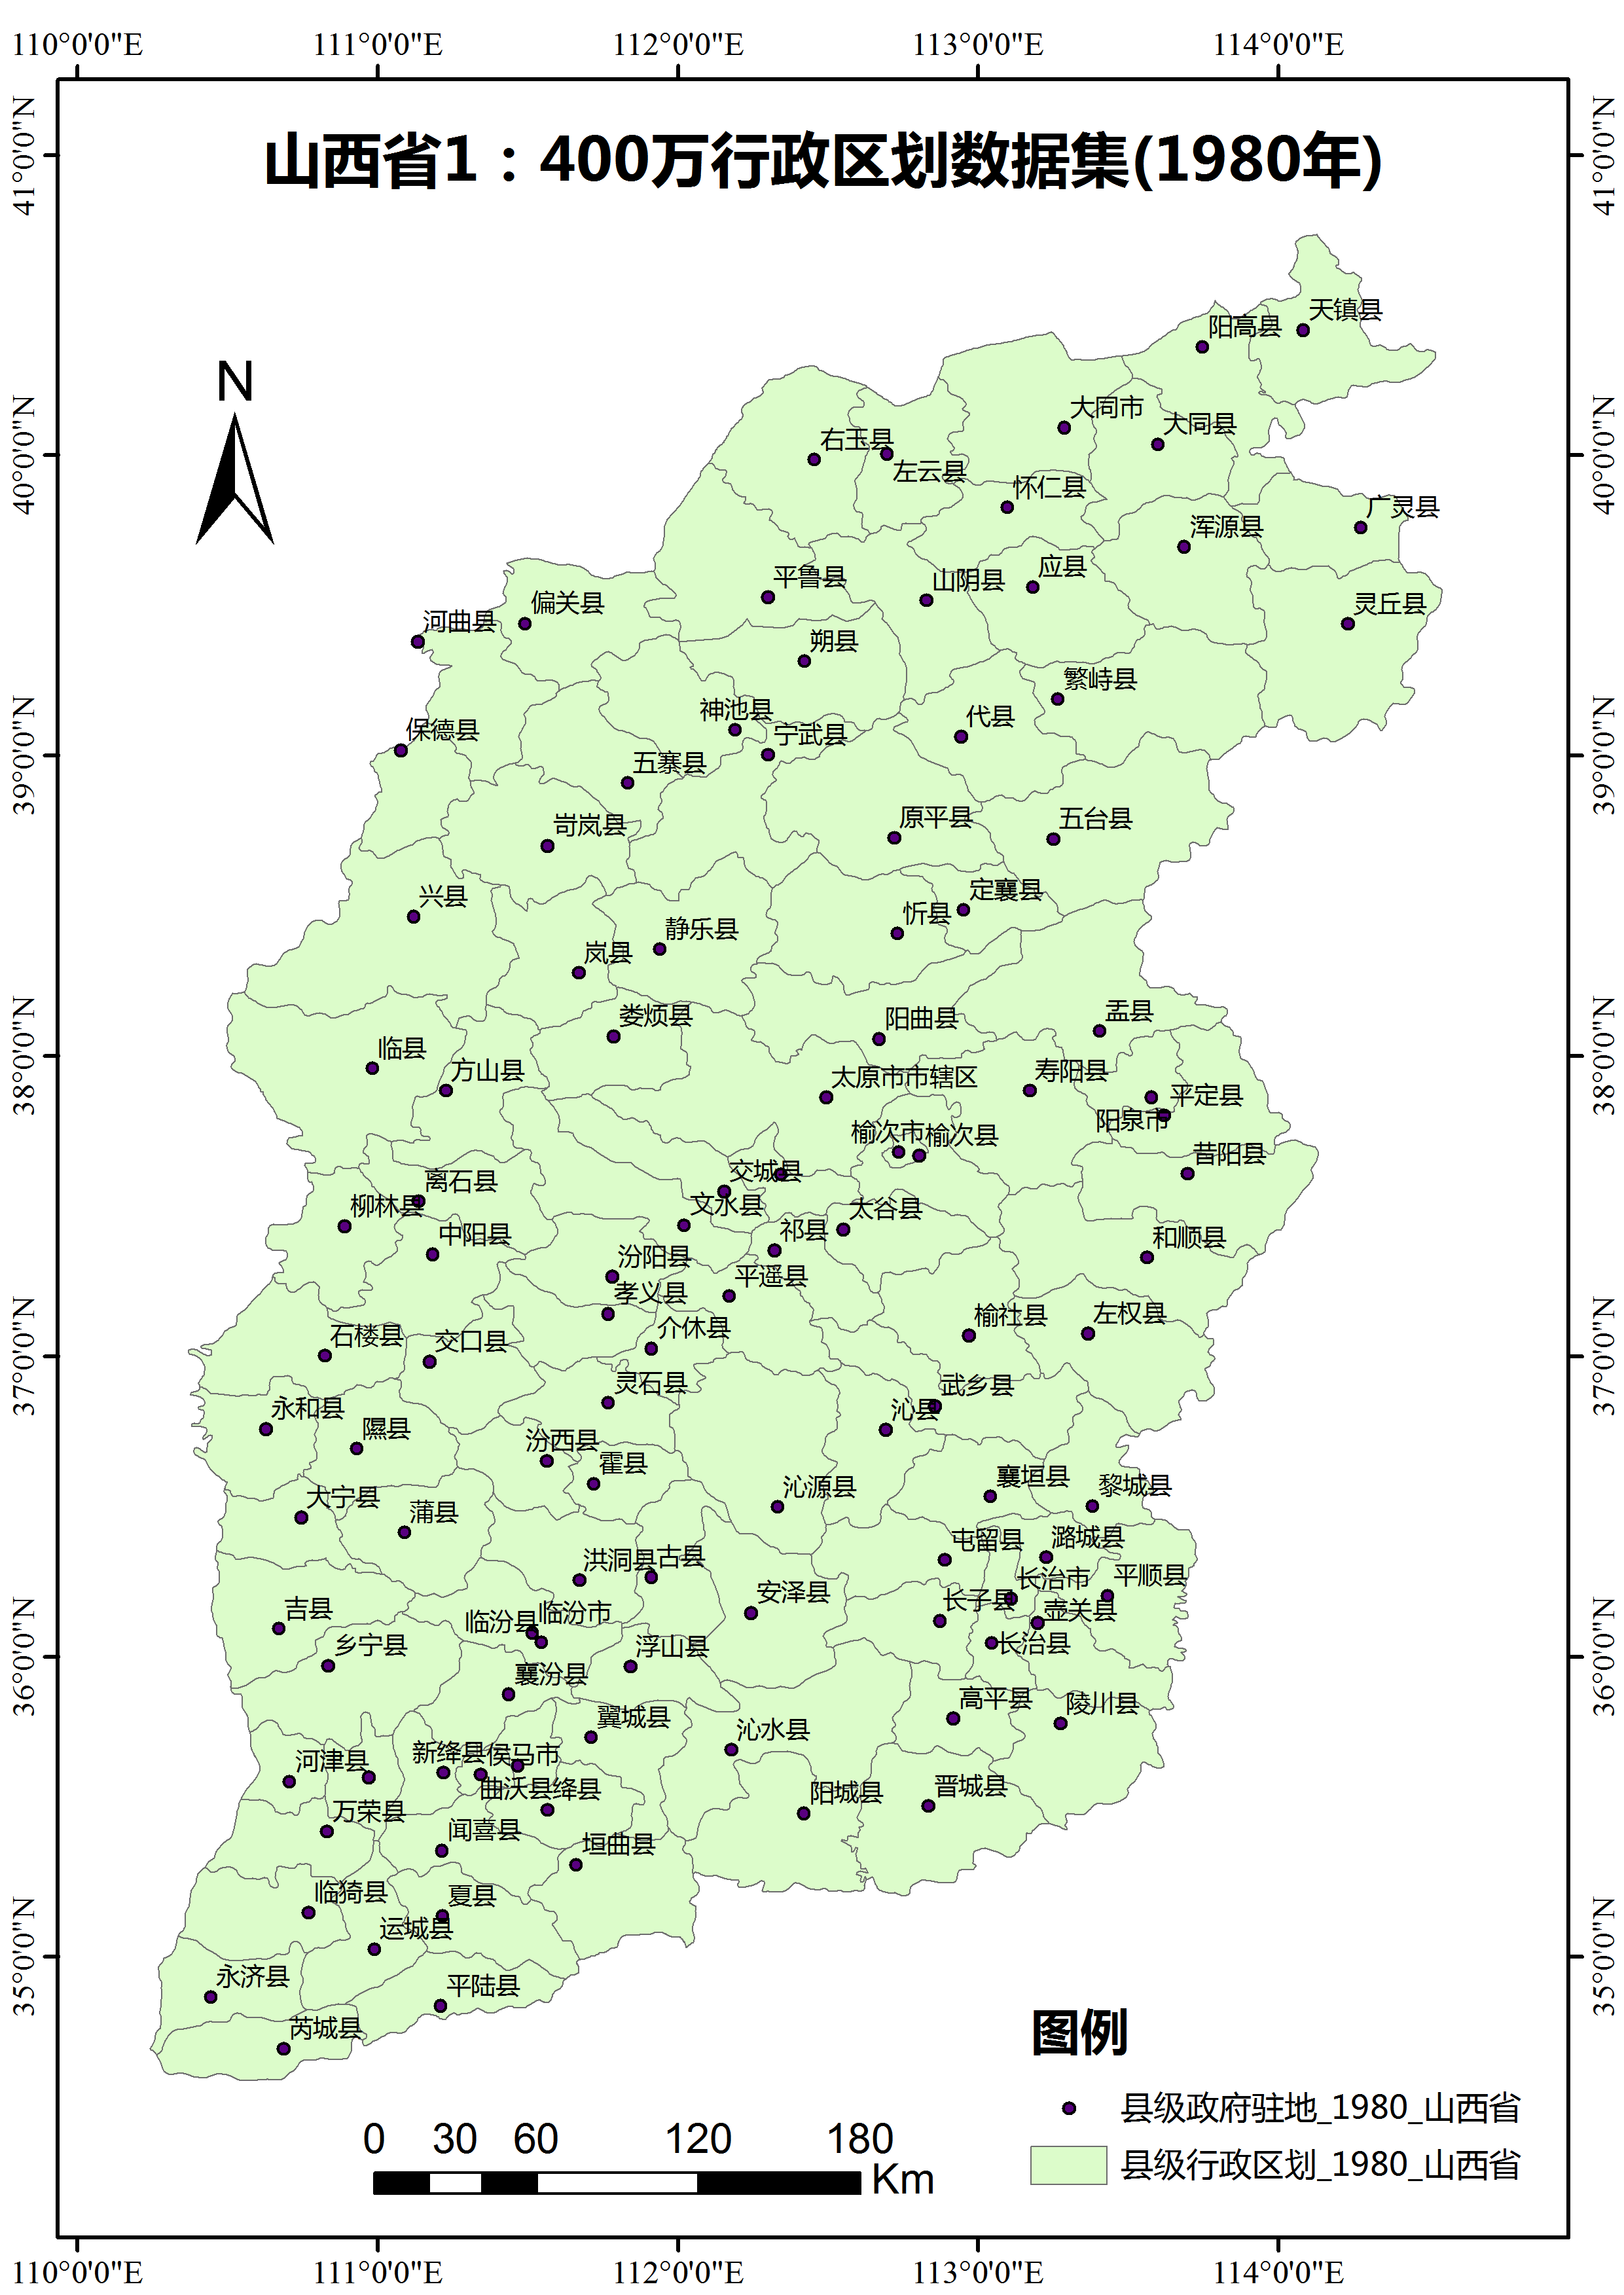 110°0'0"E
111°0'0"E
112°0'0"E
113°0'0"E
114°0'0"E
41°0'0"N
41°0'0"N
山西省1：400万行政区划数据集(1980年)
天镇县
阳高县
N
大同市
大同县
右玉县
左云县
40°0'0"N
40°0'0"N
怀仁县
广灵县
浑源县
应县
平鲁县
山阴县
偏关县
灵丘县
河曲县
朔县
繁峙县
神池县
代县
保德县
宁武县
39°0'0"N
39°0'0"N
五寨县
岢岚县
原平县
五台县
兴县
定襄县
忻县
静乐县
岚县
娄烦县
阳曲县
盂县
38°0'0"N
38°0'0"N
临县
方山县
太原市市辖区
寿阳县
平定县
阳泉市
榆次市
榆次县
昔阳县
交城县
离石县
柳林县
文水县
太谷县
中阳县
祁县
和顺县
汾阳县
平遥县
孝义县
介休县
榆社县
左权县
石楼县
交口县
37°0'0"N
37°0'0"N
灵石县
武乡县
永和县
隰县
沁县
汾西县
霍县
襄垣县
黎城县
大宁县
沁源县
蒲县
屯留县
潞城县
洪洞县
古县
长治市
平顺县
安泽县
长子县
吉县
临汾县
临汾市
壶关县
36°0'0"N
36°0'0"N
乡宁县
浮山县
长治县
襄汾县
高平县
陵川县
翼城县
沁水县
河津县
新绛县
侯马市
曲沃县
绛县
阳城县
晋城县
万荣县
闻喜县
垣曲县
临猗县
夏县
运城县
35°0'0"N
35°0'0"N
永济县
平陆县
芮城县
图例
县级政府驻地_1980_山西省
县级行政区划_1980_山西省
0 30 60 120 180
Km
110°0'0"E
111°0'0"E
112°0'0"E
113°0'0"E
114°0'0"E